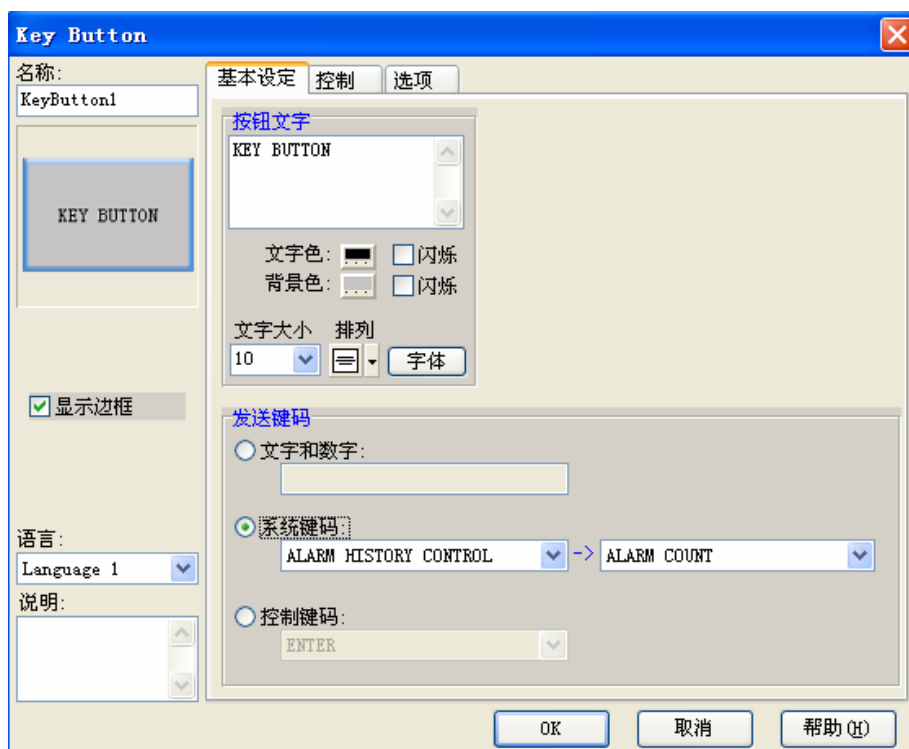 Key Button
名称:
KeyButton1
KEY BUTTON
显示边框
语言:
Language 1
说明:
基本设定 控制 选项
按钮文字
KEY BUTTON
文字色: ... 闪烁
背景色: ... 闪烁
文字大小 排列
10 字体
发送键码
文字和数字:
系统键码:
ALARM HISTORY CONTROL -> ALARM COUNT
控制键码:
ENTER
OK 取消 帮助(H)